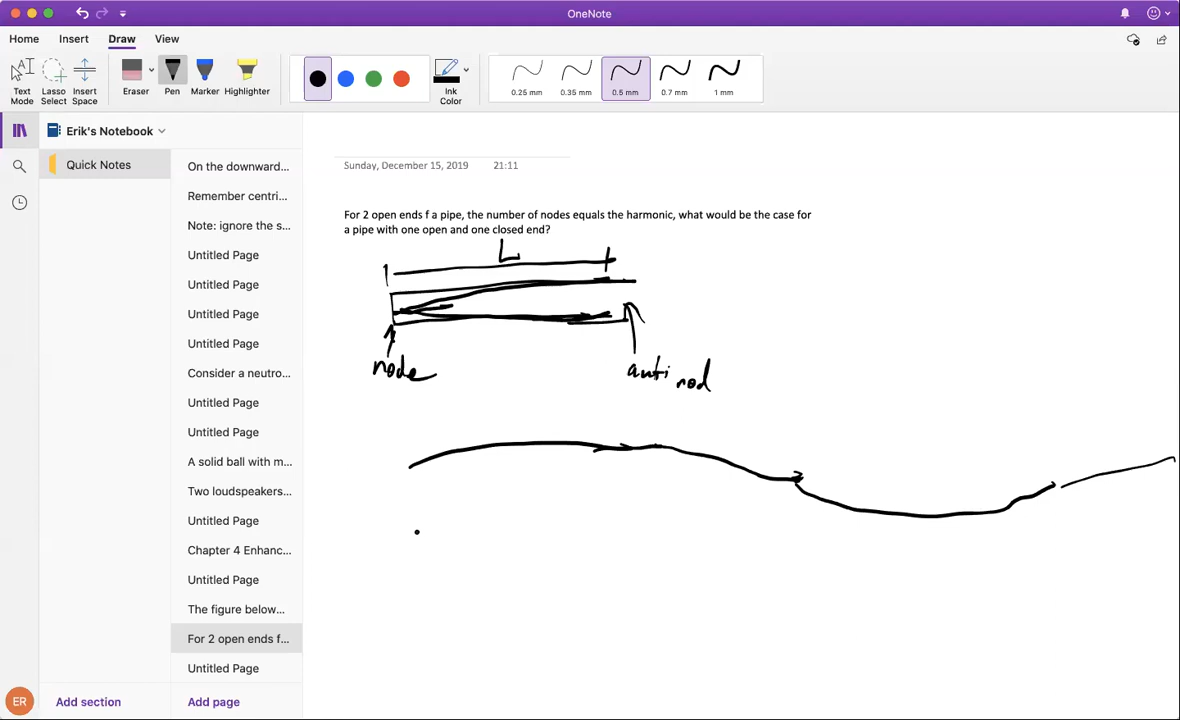 OneNote
Home Insert Draw View
Text Mode
Lasso Select
Insert Space
Eraser
Pen
Marker
Highlighter
Ink Color
0.25 mm
0.35 mm
0.5 mm
0.7 mm
1 mm
Erik's Notebook
Quick Notes
On the downward...
Remember centri...
Note: ignore the s...
Untitled Page
Untitled Page
Untitled Page
Untitled Page
Consider a neutro...
Untitled Page
Untitled Page
A solid ball with m...
Two loudspeakers...
Untitled Page
Chapter 4 Enhanc...
Untitled Page
The figure below...
For 2 open ends f...
Untitled Page
Add section
Add page
ER
Sunday, December 15, 2019 21:11
For 2 open ends f a pipe, the number of nodes equals the harmonic, what would be the case for
a pipe with one open and one closed end?
L
node
anti nod